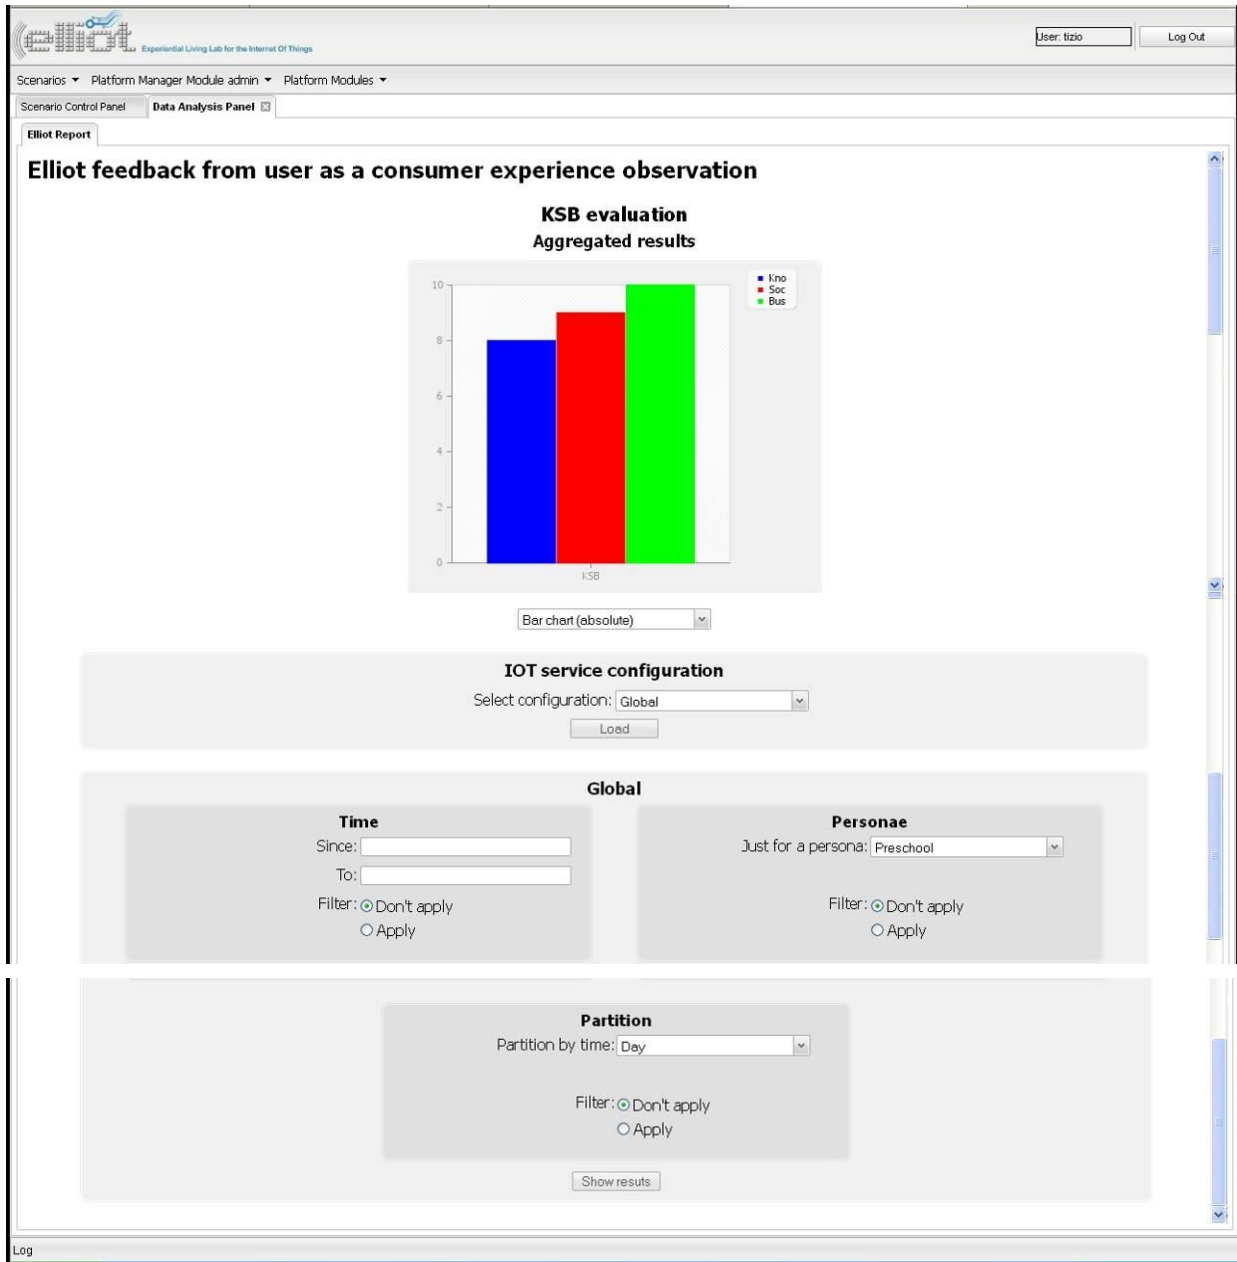 elliot Experiential Living Lab for the Internet Of Things
User: tizio
Log Out
Scenarios Platform Manager Module admin Platform Modules
Scenario Control Panel Data Analysis Panel
Elliot Report
Elliot feedback from user as a consumer experience observation
KSB evaluation
Aggregated results
Kno
Soc
Bus
10
8
6
4
2
0
KSB
Bar chart (absolute)
IOT service configuration
Select configuration: Global
Load
Global
Time
Since:
To:
Filter: Don't apply
Apply
Personae
Just for a persona: Preschool
Filter: Don't apply
Apply
Partition
Partition by time: Day
Filter: Don't apply
Apply
Show resuts
Log